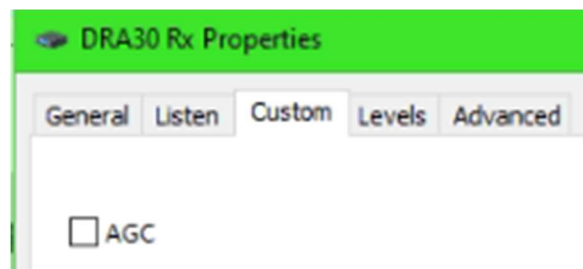 DRA30 Rx Properties
General Listen Custom Levels Advanced
AGC